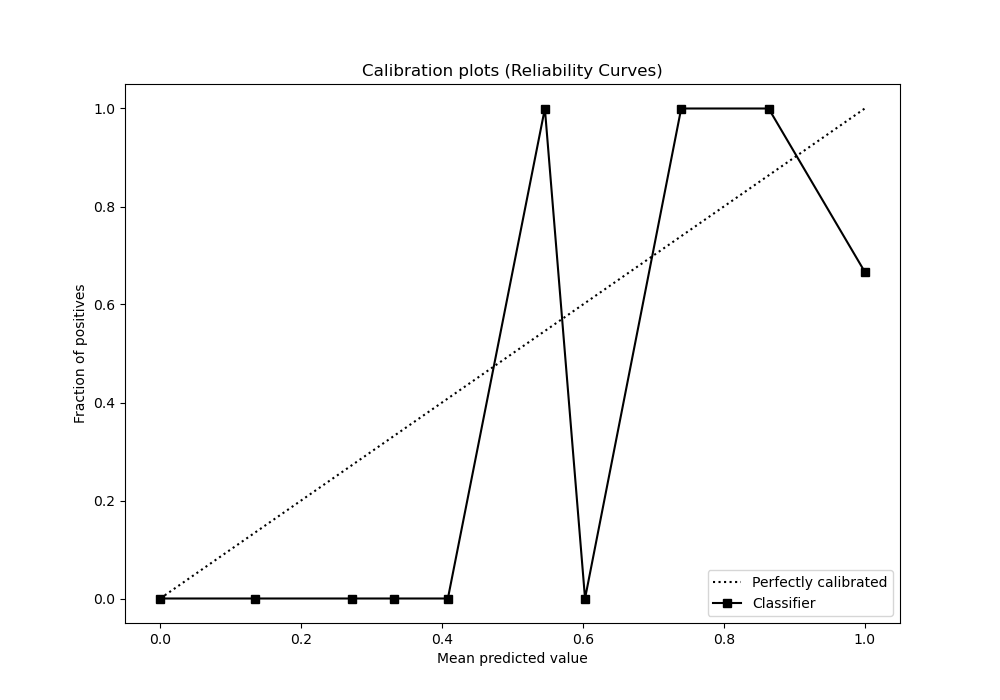 Calibration plots (Reliability Curves)
1.0
0.8
0.6
0.4
0.2
0.0
Fraction of positives
0.0 0.2 0.4 0.6 0.8 1.0
Mean predicted value
Perfectly calibrated
Classifier